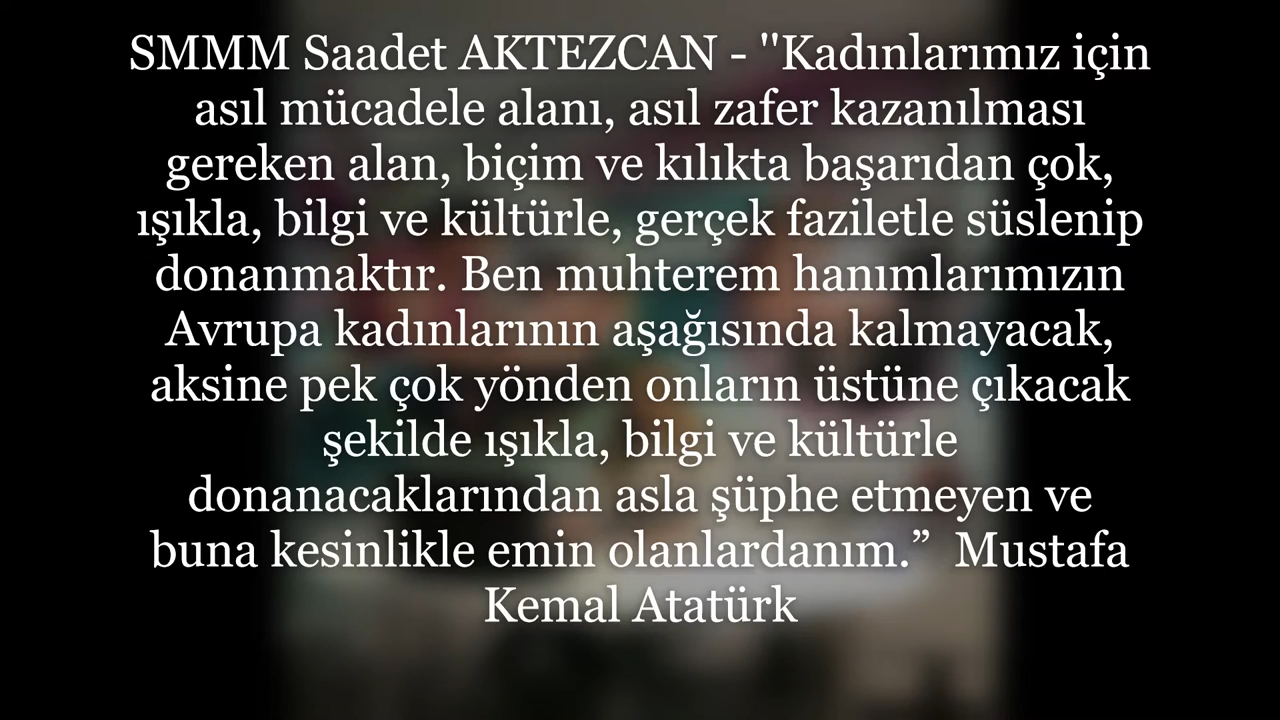 SMMM Saadet AKTEZCAN - ''Kadınlarımız için
asıl mücadele alanı, asıl zafer kazanılması
gereken alan, biçim ve kılıkta başarıdan çok,
ışıkla, bilgi ve kültürle, gerçek faziletle süslenip
donanmaktır. Ben muhterem hanımlarımızın
Avrupa kadınlarının aşağısında kalmayacak,
aksine pek çok yönden onların üstüne çıkacak
şekilde ışıkla, bilgi ve kültürle
donanacaklarından asla şüphe etmeyen ve
buna kesinlikle emin olanlardanım.”  Mustafa
Kemal Atatürk